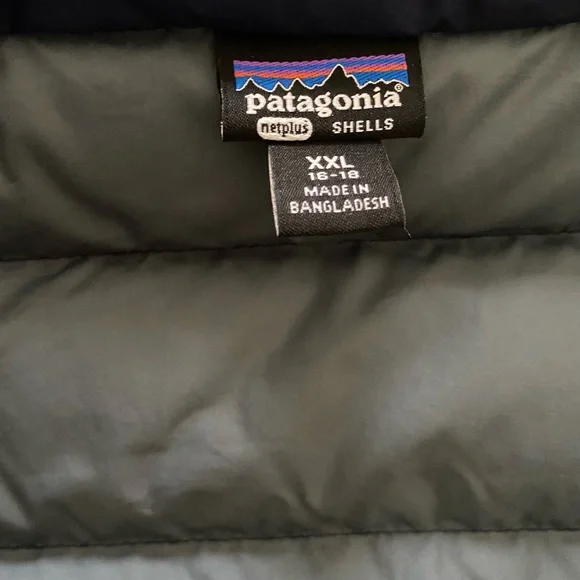 patagonia®
netplus® SHELLS
XXL
16-18
MADE IN
BANGLADESH